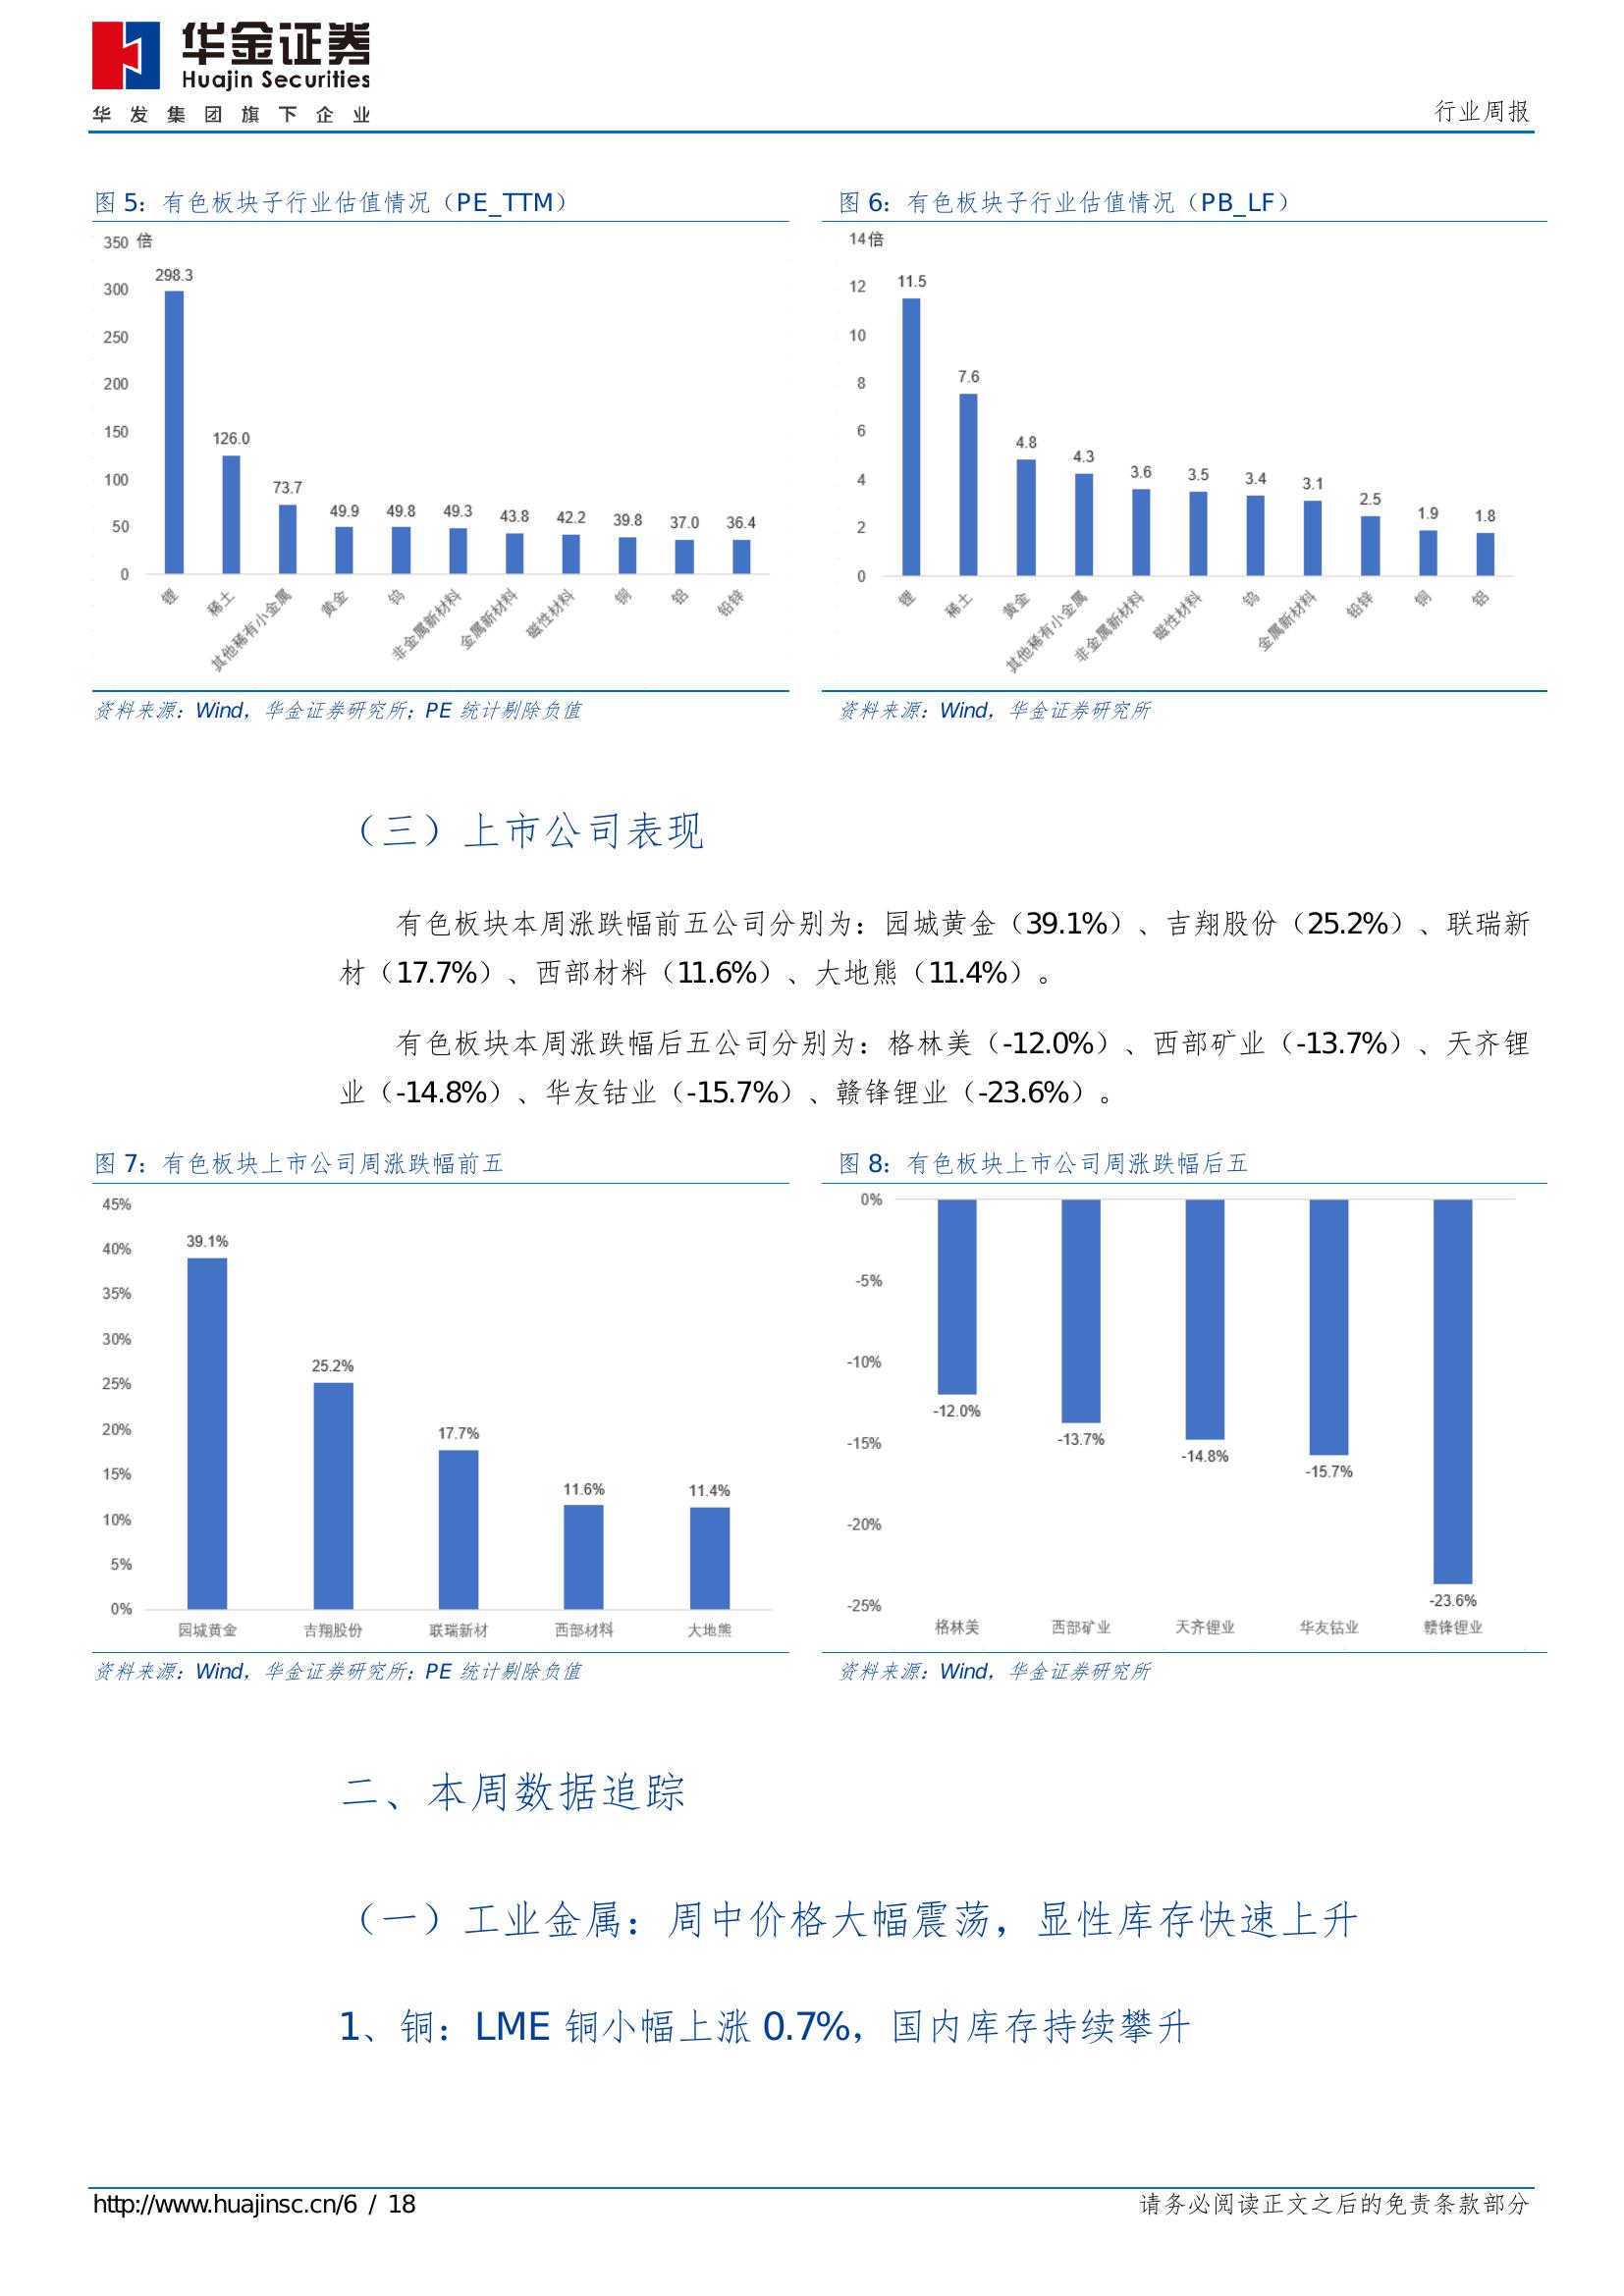 华金证券
Huajin Securities
华发集团旗下企业
行业周报
图 5：有色板块子行业估值情况（PE_TTM）
350 倍
300
250
200
150
100
50
0
298.3
126.0
73.7
49.9
49.8
49.3
43.8
42.2
39.8
37.0
36.4
锂
稀土
其他稀有小金属
黄金
钨
非金属新材料
金属新材料
磁性材料
铜
铝
铅锌
资料来源：Wind，华金证券研究所；PE 统计剔除负值
图 6：有色板块子行业估值情况（PB_LF）
14倍
12
10
8
6
4
2
0
11.5
7.6
4.8
4.3
3.6
3.5
3.4
3.1
2.5
1.9
1.8
锂
稀土
黄金
其他稀有小金属
非金属新材料
磁性材料
钨
金属新材料
铅锌
铜
铝
资料来源：Wind，华金证券研究所
（三）上市公司表现
有色板块本周涨跌幅前五公司分别为：园城黄金（39.1%）、吉翔股份（25.2%）、联瑞新
材（17.7%）、西部材料（11.6%）、大地熊（11.4%）。
有色板块本周涨跌幅后五公司分别为：格林美（-12.0%）、西部矿业（-13.7%）、天齐锂
业（-14.8%）、华友钴业（-15.7%）、赣锋锂业（-23.6%）。
图 7：有色板块上市公司周涨跌幅前五
45%
40%
35%
30%
25%
20%
15%
10%
5%
0%
39.1%
25.2%
17.7%
11.6%
11.4%
园城黄金
吉翔股份
联瑞新材
西部材料
大地熊
资料来源：Wind，华金证券研究所；PE 统计剔除负值
图 8：有色板块上市公司周涨跌幅后五
0%
-5%
-10%
-15%
-20%
-25%
-12.0%
-13.7%
-14.8%
-15.7%
-23.6%
格林美
西部矿业
天齐锂业
华友钴业
赣锋锂业
资料来源：Wind，华金证券研究所
二、本周数据追踪
（一）工业金属：周中价格大幅震荡，显性库存快速上升
1、铜：LME 铜小幅上涨 0.7%，国内库存持续攀升
http://www.huajinsc.cn/6 / 18
请务必阅读正文之后的免责条款部分